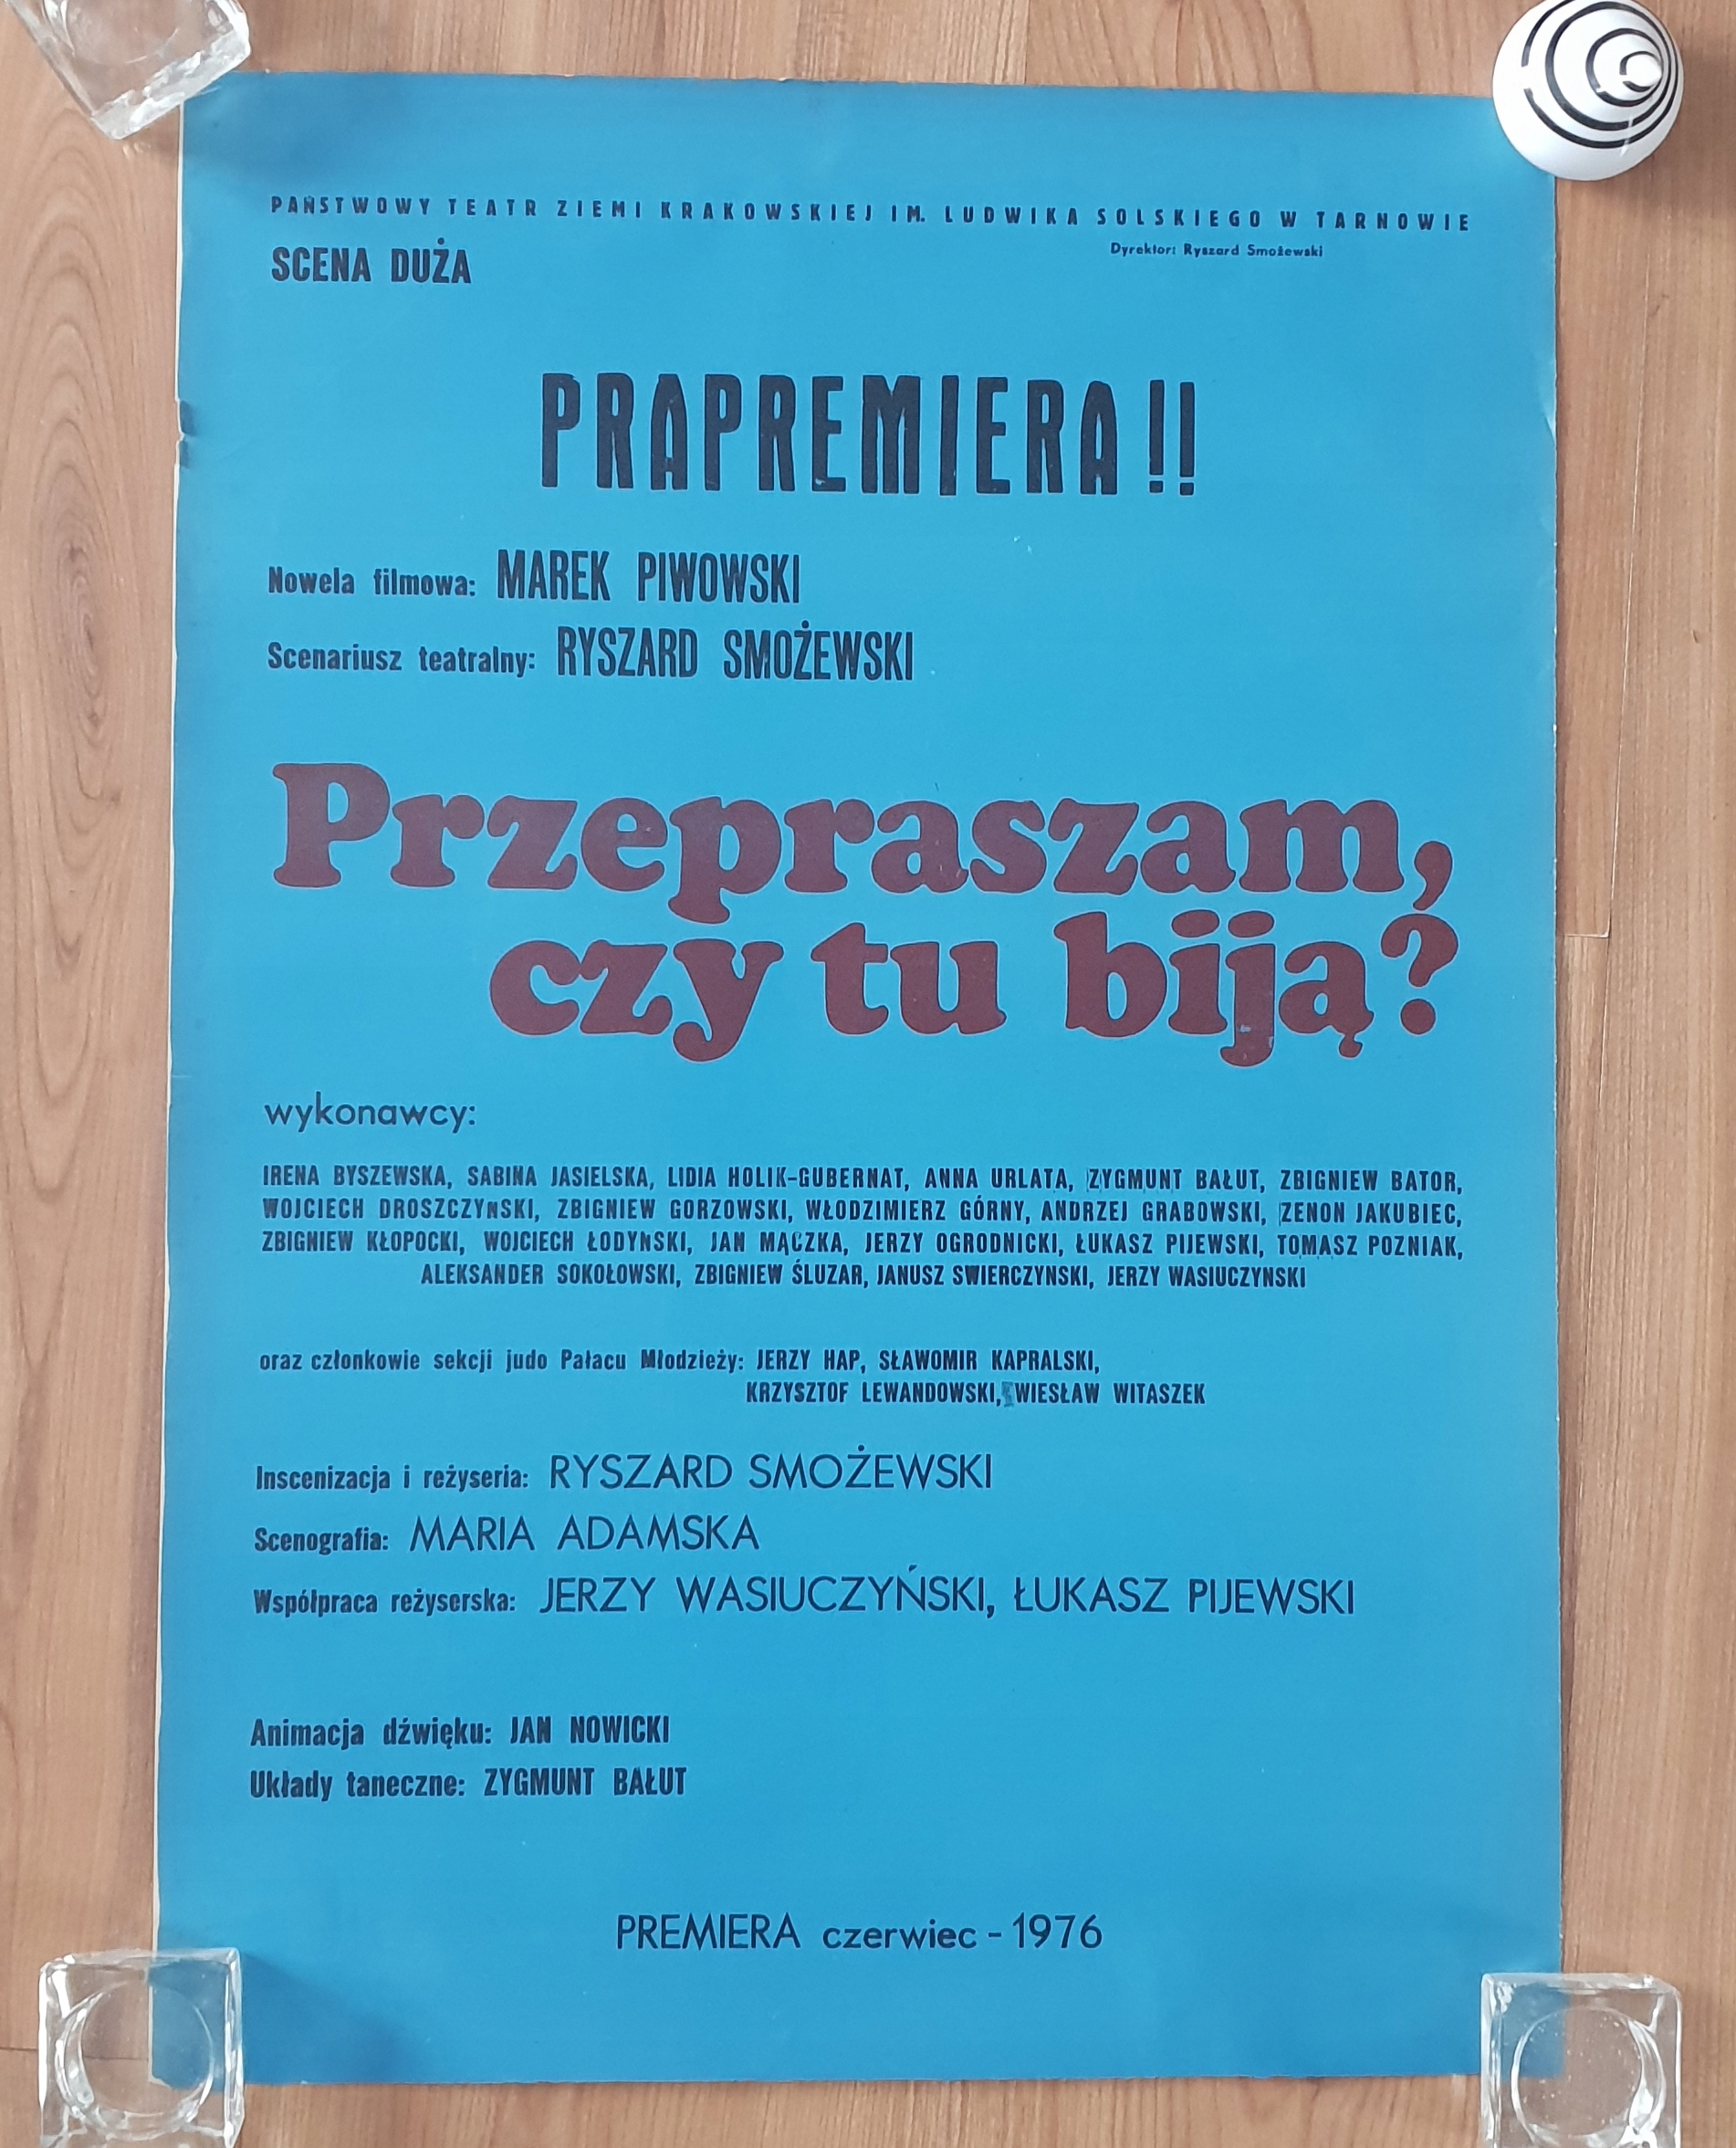 PAŃSTWOWY TEATR ZIEMI KRAKOWSKIEJ IM. LUDWIKA SOLSKIEGO W TARNOWIE
Dyrektor: Ryszard Smożewski
SCENA DUŻA
PRAPREMIERA!!
Nowela filmowa: MAREK PIWOWSKI
Scenariusz teatralny: RYSZARD SMOŻEWSKI
Przepraszam,
czy tu biją?
wykonawcy:
IRENA BYSZEWSKA, SABINA JASIELSKA, LIDIA HOLIK-GUBERNAT, ANNA URLATA, ZYGMUNT BAŁUT, ZBIGNIEW BATOR,
WOJCIECH DROSZCZYNSKI, ZBIGNIEW GORZOWSKI, WŁODZIMIERZ GÓRNY, ANDRZEJ GRABOWSKI, ZENON JAKUBIEC,
ZBIGNIEW KŁOPOCKI, WOJCIECH ŁODYNSKI, JAN MĄCZKA, JERZY OGRODNICKI, ŁUKASZ PIJEWSKI, TOMASZ POZNIAK,
ALEKSANDER SOKOŁOWSKI, ZBIGNIEW ŚLUZAR, JANUSZ SWIERCZYNSKI, JERZY WASIUCZYNSKI
oraz członkowie sekcji judo Pałacu Młodzieży: JERZY HAP, SŁAWOMIR KAPRALSKI,
KRZYSZTOF LEWANDOWSKI, WIESŁAW WITASZEK
Inscenizacja i reżyseria: RYSZARD SMOŻEWSKI
Scenografia: MARIA ADAMSKA
Współpraca reżyserska: JERZY WASIUCZYŃSKI, ŁUKASZ PIJEWSKI
Animacja dźwięku: JAN NOWICKI
Układy taneczne: ZYGMUNT BAŁUT
PREMIERA czerwiec - 1976